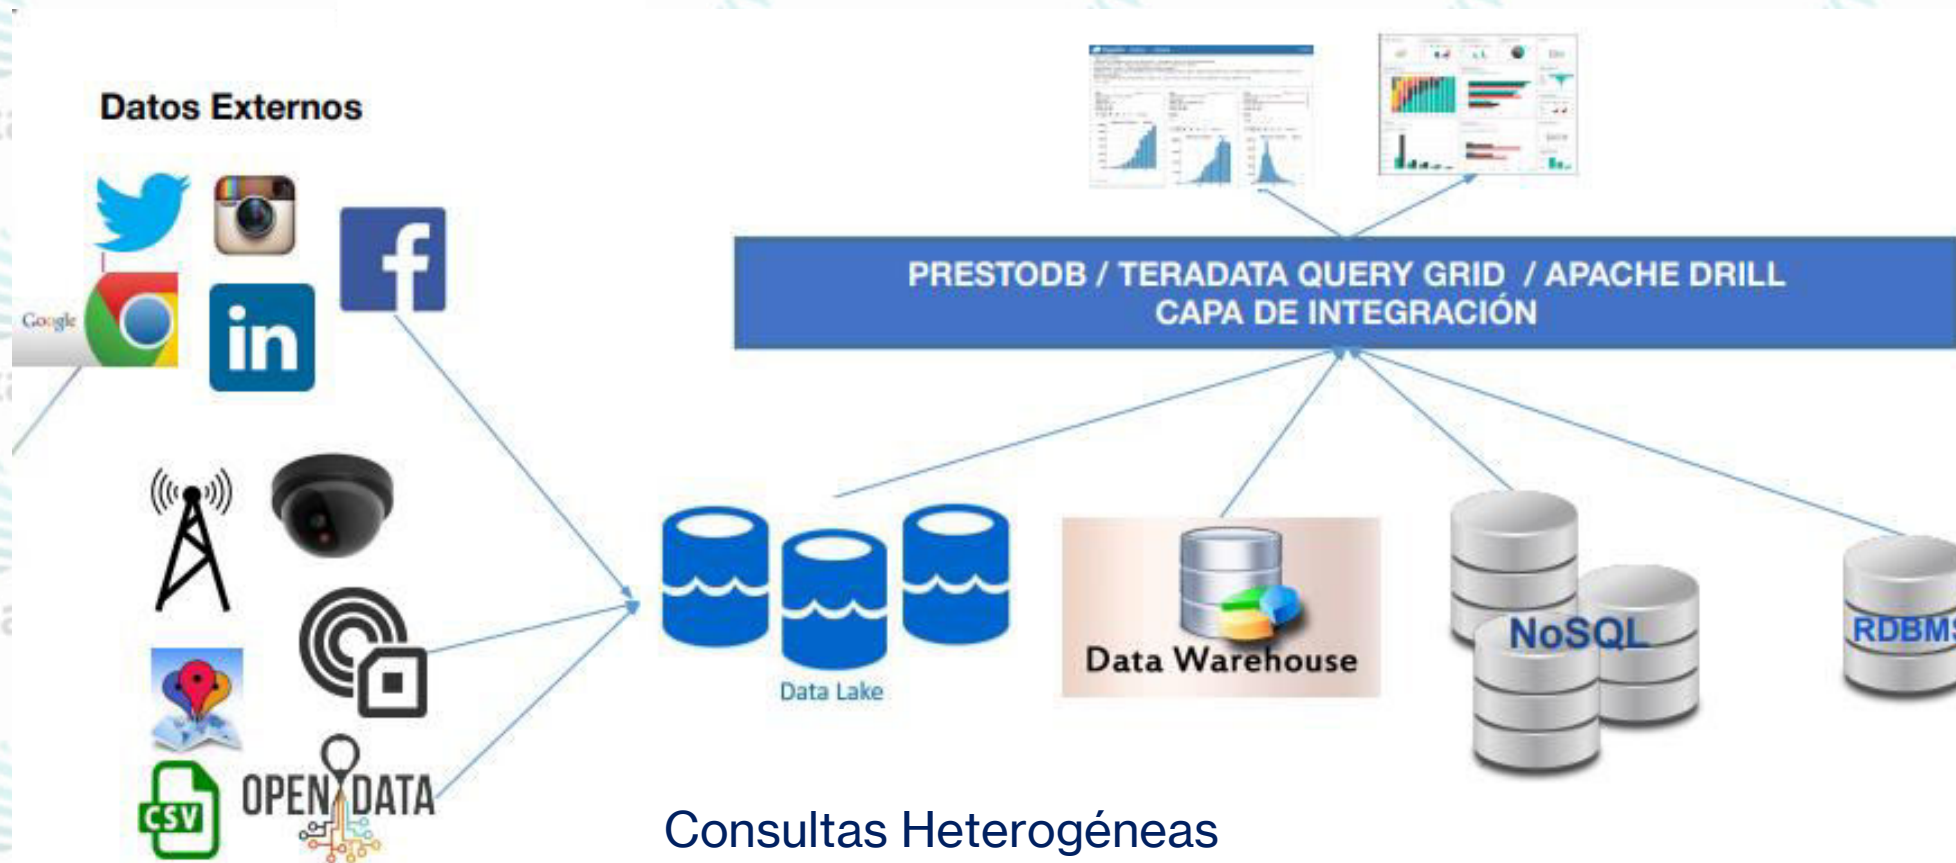 Datos Externos
Google
in
f
CSV
OPEN DATA
PRESTODB / TERADATA QUERY GRID / APACHE DRILL
CAPA DE INTEGRACIÓN
Data Lake
Data Warehouse
NoSQL
RDBMS
Consultas Heterogéneas